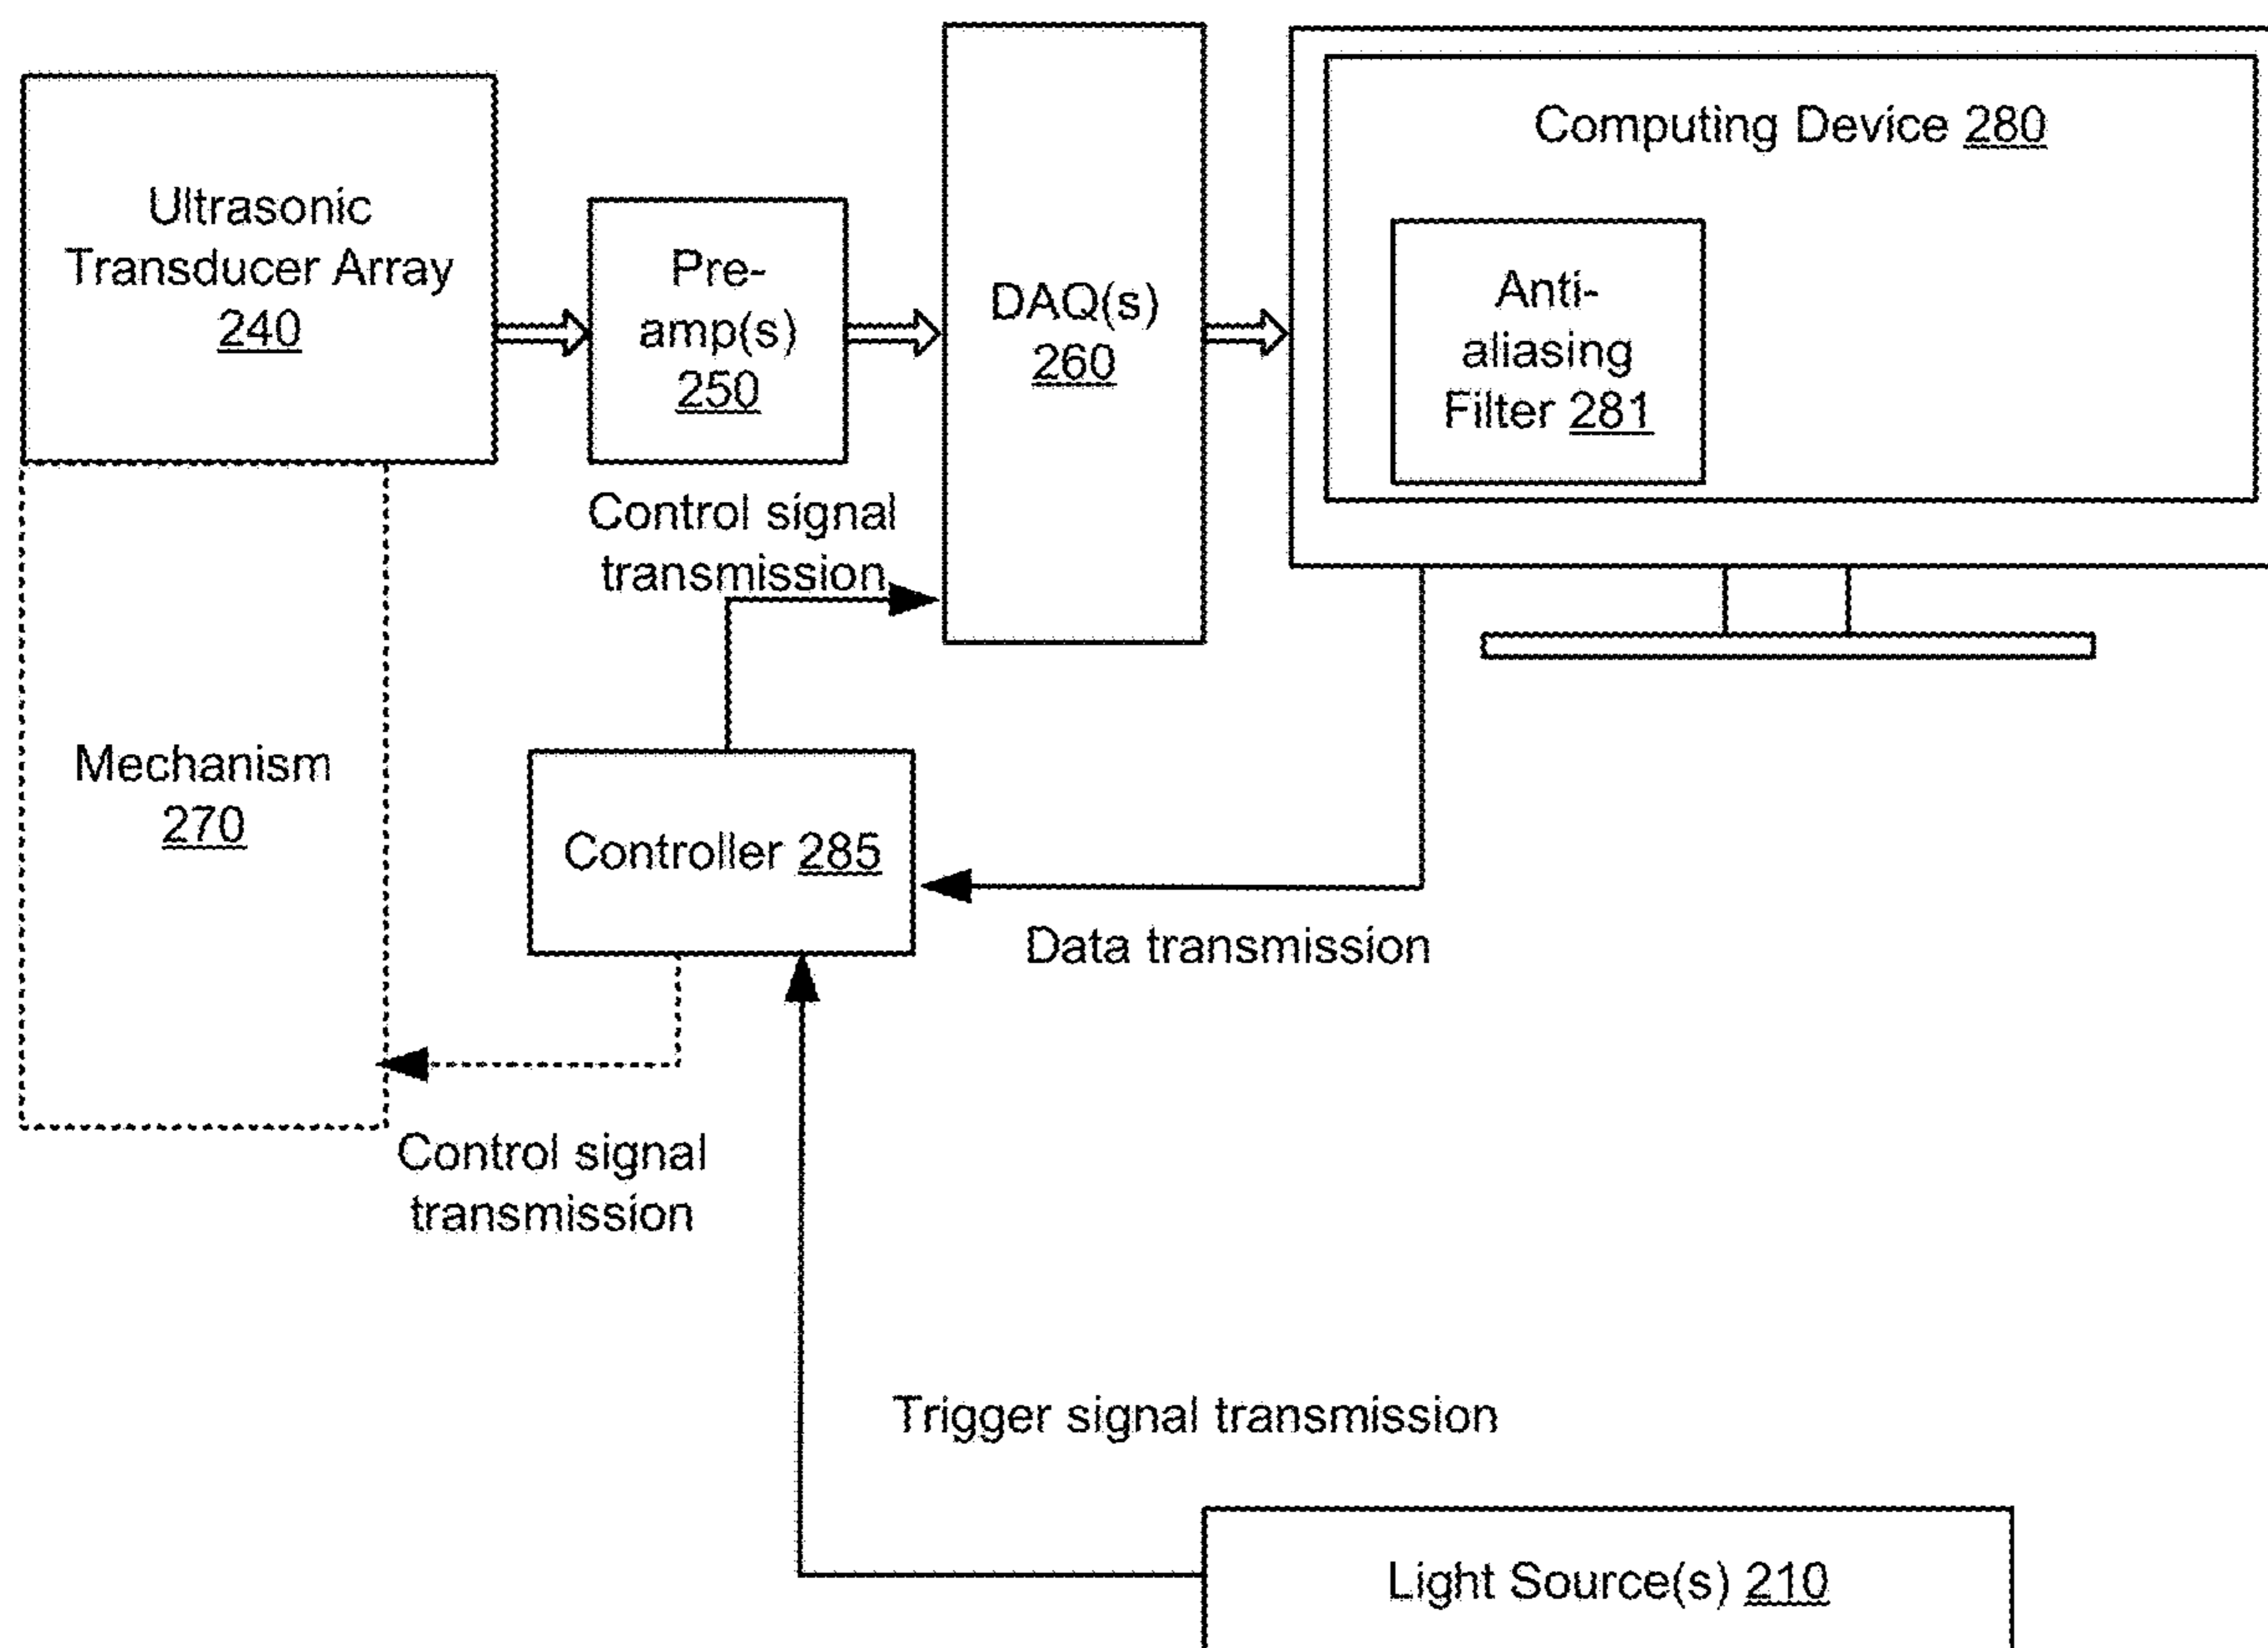 Ultrasonic
Transducer Array
240
Pre-
amp(s)
250
DAQ(s)
260
Computing Device 280
Anti-
aliasing
Filter 281
Control signal
transmission
Mechanism
270
Controller 285
Data transmission
Control signal
transmission
Trigger signal transmission
Light Source(s) 210